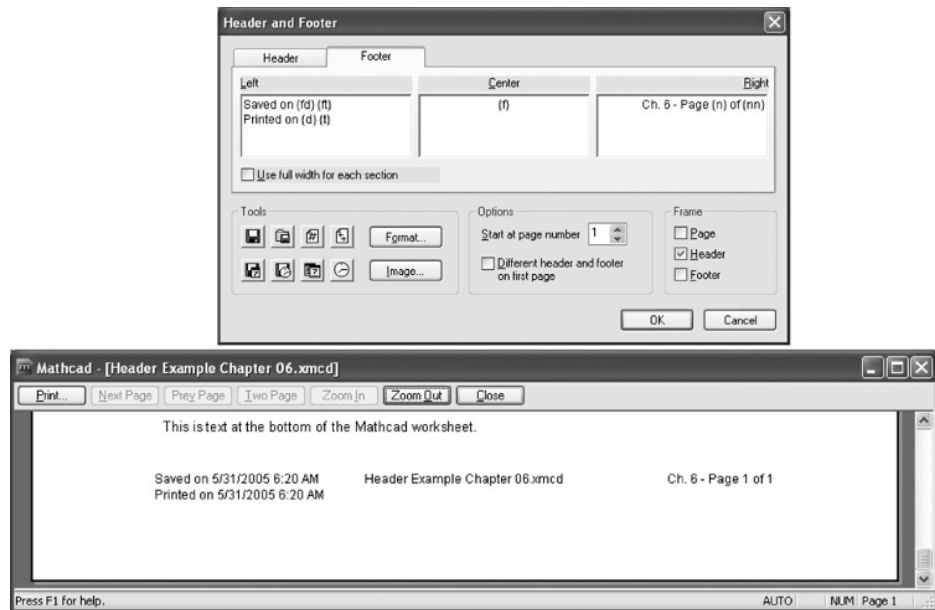 Header and Footer
Header Footer
Left Center Right
Saved on {fd} {ft} {f} Ch. 6 - Page {n} of {nn}
Printed on {d} {t}
Use full width for each section
Tools Options Frame
Format... Start at page number 1 Page
Header
Image... Different header and footer
on first page Footer
OK Cancel
Mathcad - [Header Example Chapter 06.xmcd]
Print... Next Page Prev Page Two Page Zoom In Zoom Out Close
This is text at the bottom of the Mathcad worksheet.
Saved on 5/31/2005 6:20 AM Header Example Chapter 06.xmcd Ch. 6 - Page 1 of 1
Printed on 5/31/2005 6:20 AM
Press F1 for help. AUTO NUM Page 1